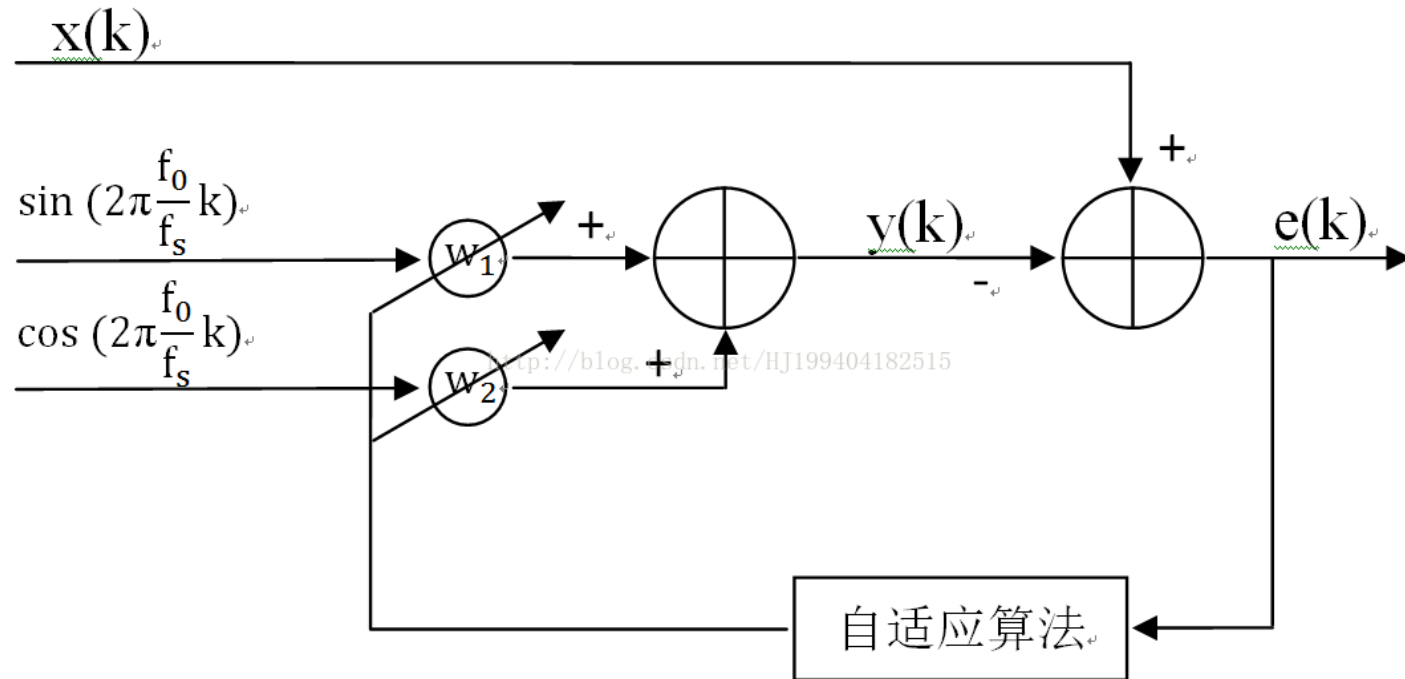 x(k)
sin (2π f₀/fₛ k)
w₁
+
y(k)
-
+
e(k)
cos (2π f₀/fₛ k)
w₂
+
http://blog.csdn.net/HJ199404182515
自适应算法